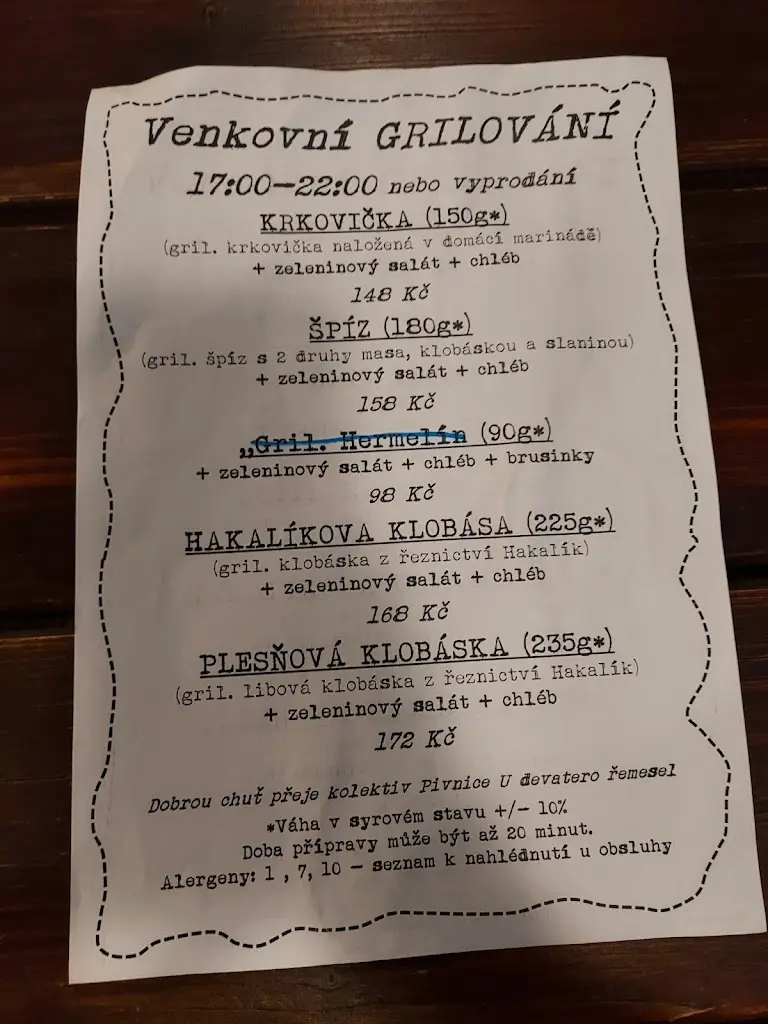 Venkovní GRILOVÁNÍ
17:00–22:00 nebo vyprodání
KRKOVIČKA (150g*)
(gril. krkovička naložená v domácí marinádě)
+ zeleninový salát + chléb
148 Kč
ŠPÍZ (180g*)
(gril. špíz s 2 druhy masa, klobáskou a slaninou)
+ zeleninový salát + chléb
158 Kč
„Gril. Hermelín (90g*)
+ zeleninový salát + chléb + brusinky
98 Kč
HAKALÍKOVA KLOBÁSA (225g*)
(gril. klobáska z řeznictví Hakalík)
+ zeleninový salát + chléb
168 Kč
PLESŇOVÁ KLOBÁSKA (235g*)
(gril. libová klobáska z řeznictví Hakalík)
+ zeleninový salát + chléb
172 Kč
Dobrou chuť přeje kolektiv Pivnice U devatero řemesel
*Váha v syrovém stavu +/- 10%
Doba přípravy může být až 20 minut.
Alergeny: 1 , 7, 10 – seznam k nahlédnutí u obsluhy